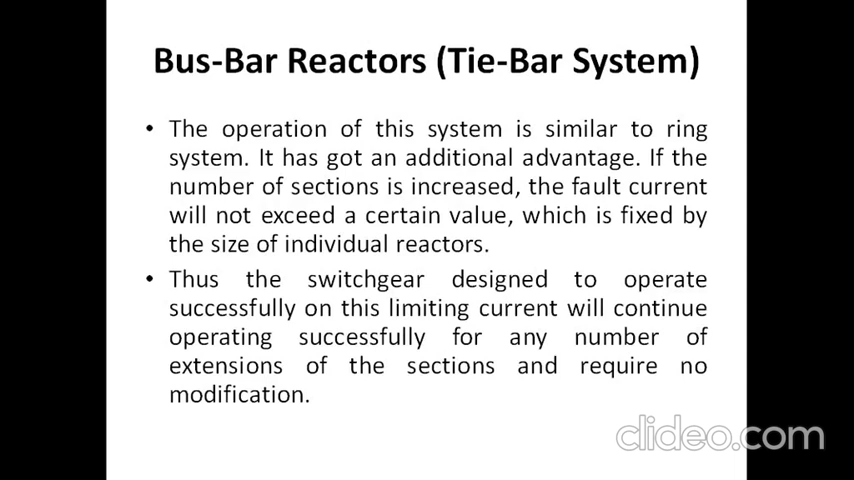 Bus-Bar Reactors (Tie-Bar System)
• The operation of this system is similar to ring
system. It has got an additional advantage. If the
number of sections is increased, the fault current
will not exceed a certain value, which is fixed by
the size of individual reactors.
• Thus the switchgear designed to operate
successfully on this limiting current will continue
operating successfully for any number of
extensions of the sections and require no
modification.
clideo.com